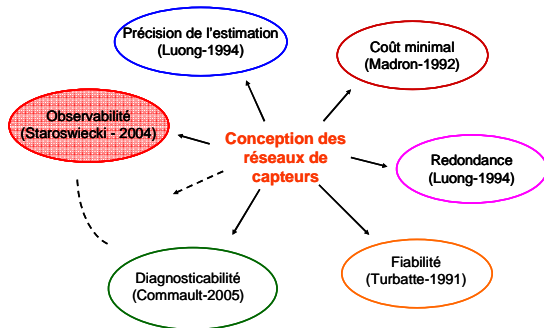 Précision de l'estimation
(Luong-1994)
Coût minimal
(Madron-1992)
Observabilité
(Staroswiecki - 2004)
Conception des
réseaux de
capteurs
Redondance
(Luong-1994)
Diagnosticabilité
(Commault-2005)
Fiabilité
(Turbatte-1991)